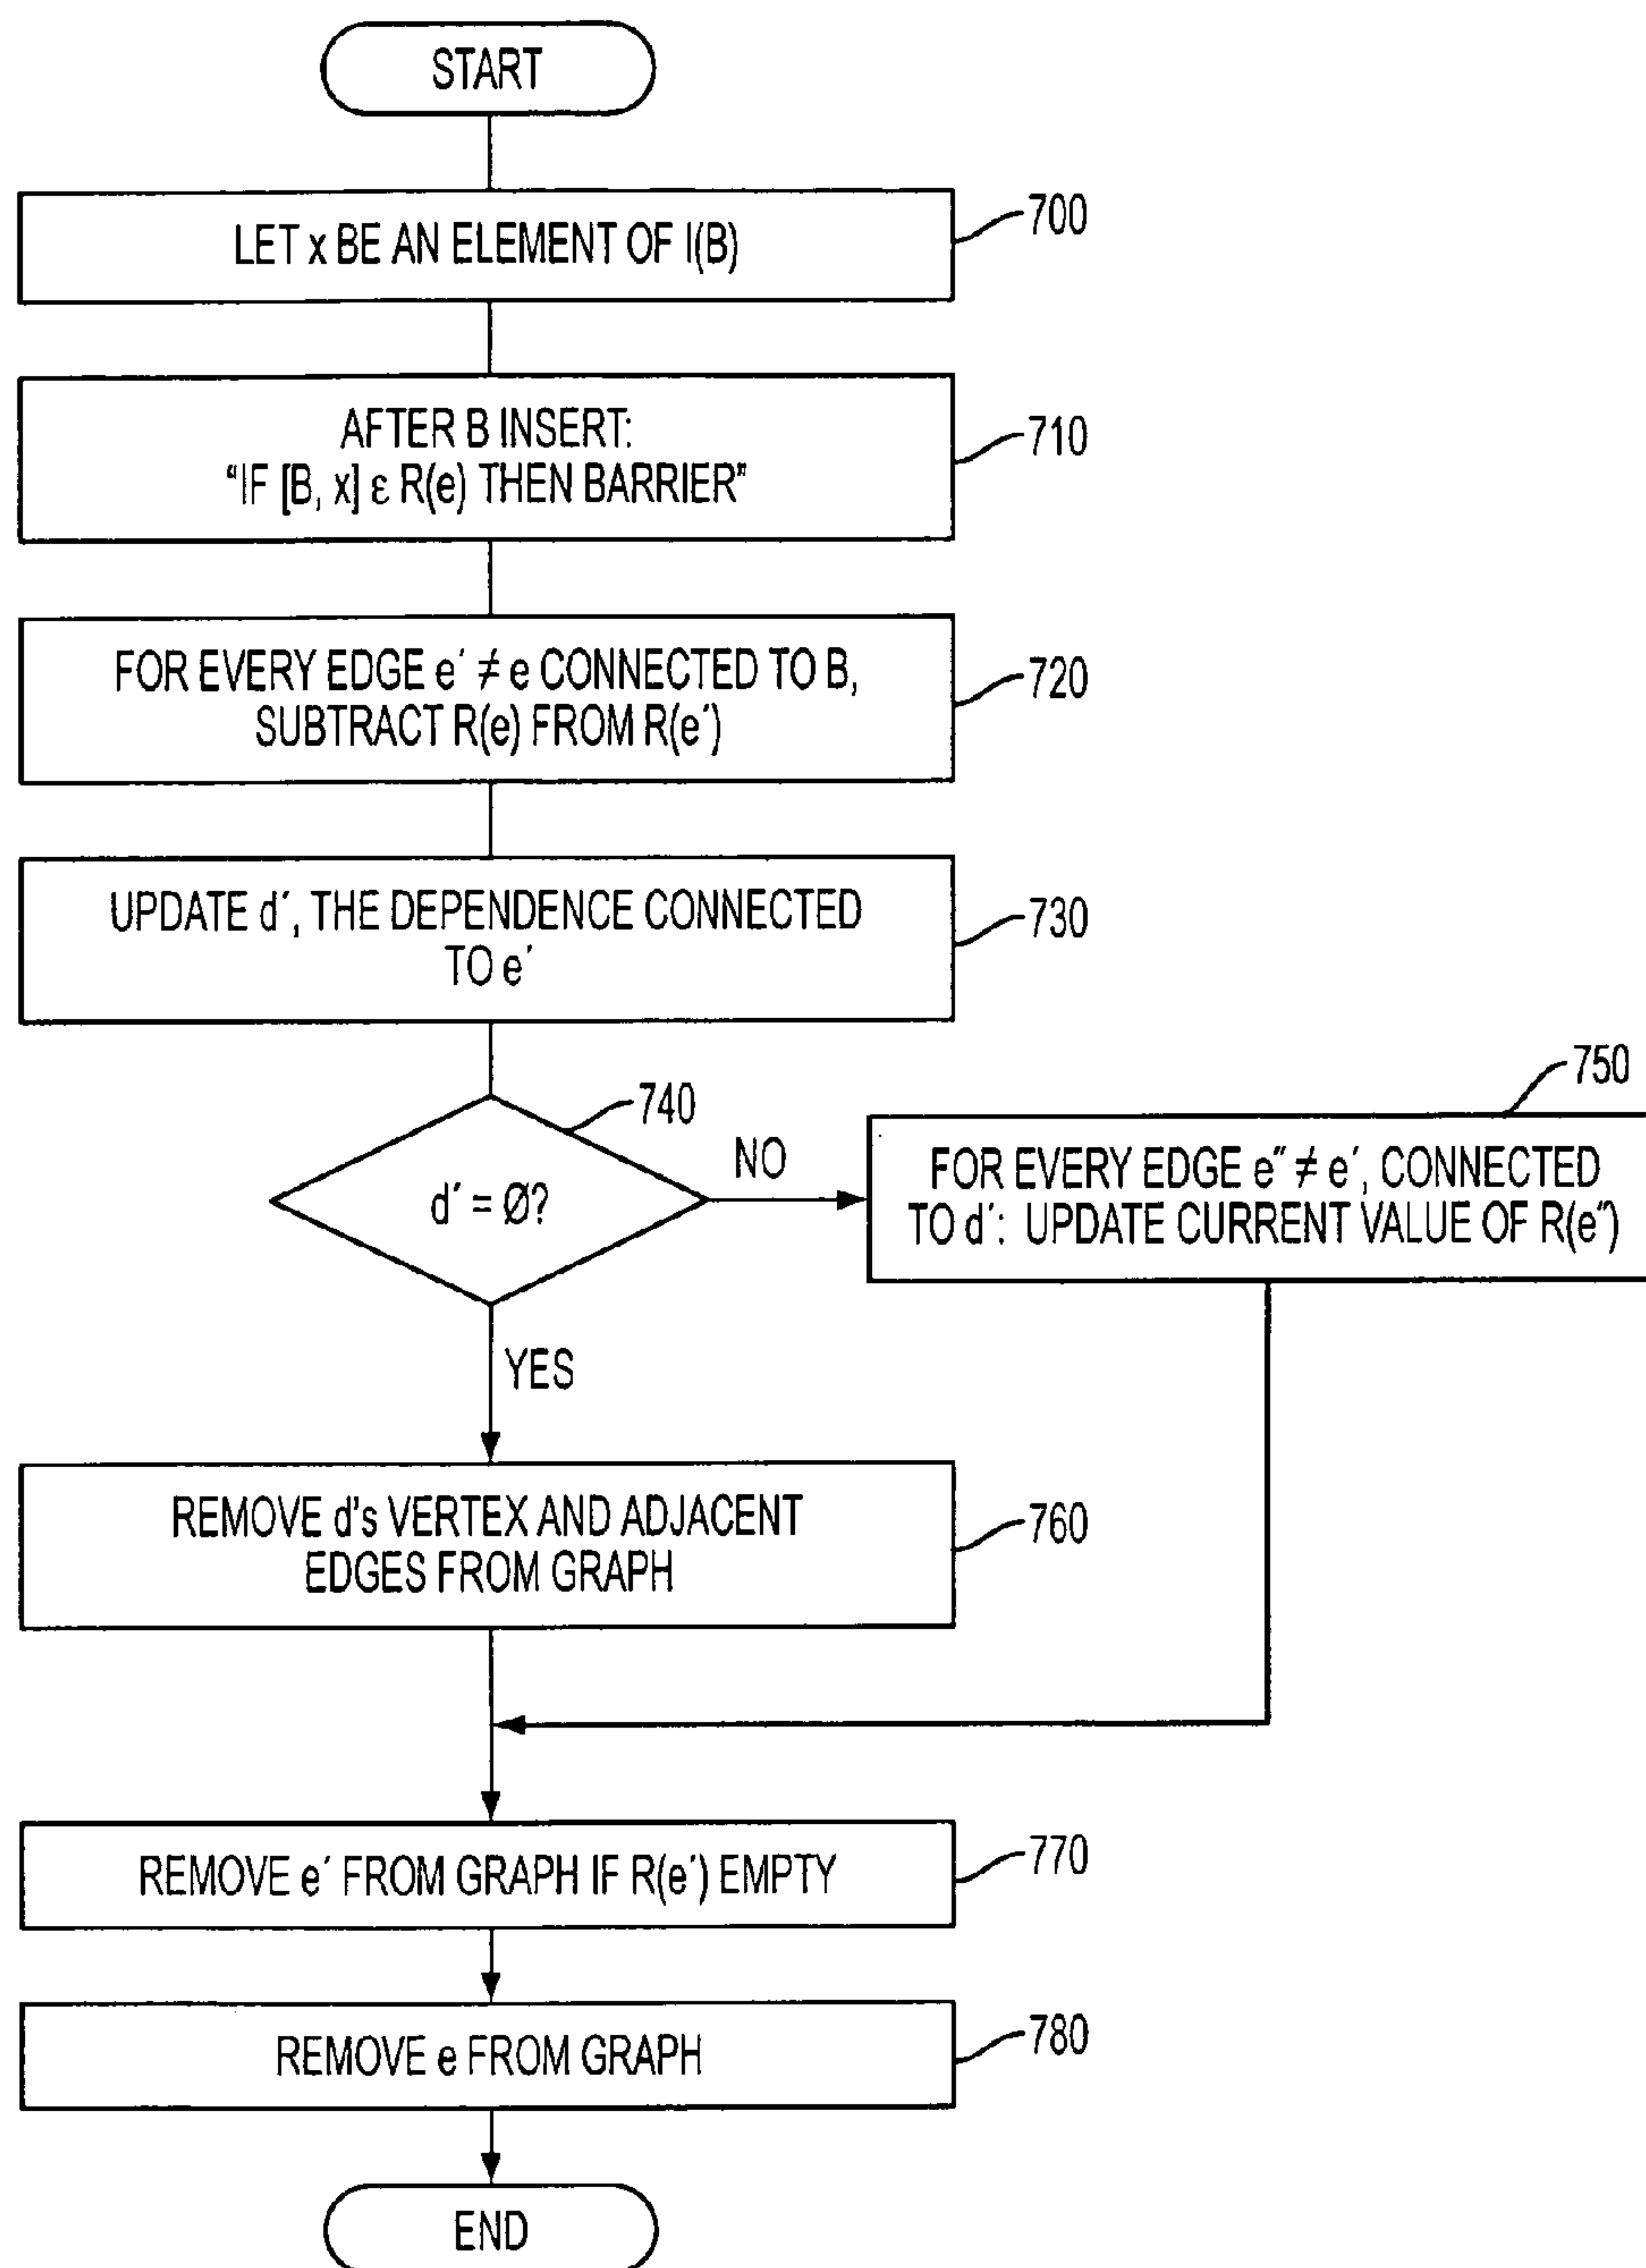 START
LET x BE AN ELEMENT OF I(B)
700
AFTER B INSERT:
"IF [B, x] ε R(e) THEN BARRIER"
710
FOR EVERY EDGE e′ ≠ e CONNECTED TO B,
SUBTRACT R(e) FROM R(e′)
720
UPDATE d′, THE DEPENDENCE CONNECTED
TO e′
730
740
d′ = Ø?
NO
750
FOR EVERY EDGE e″ ≠ e′, CONNECTED
TO d′: UPDATE CURRENT VALUE OF R(e″)
YES
REMOVE d's VERTEX AND ADJACENT
EDGES FROM GRAPH
760
REMOVE e′ FROM GRAPH IF R(e′) EMPTY
770
REMOVE e FROM GRAPH
780
END